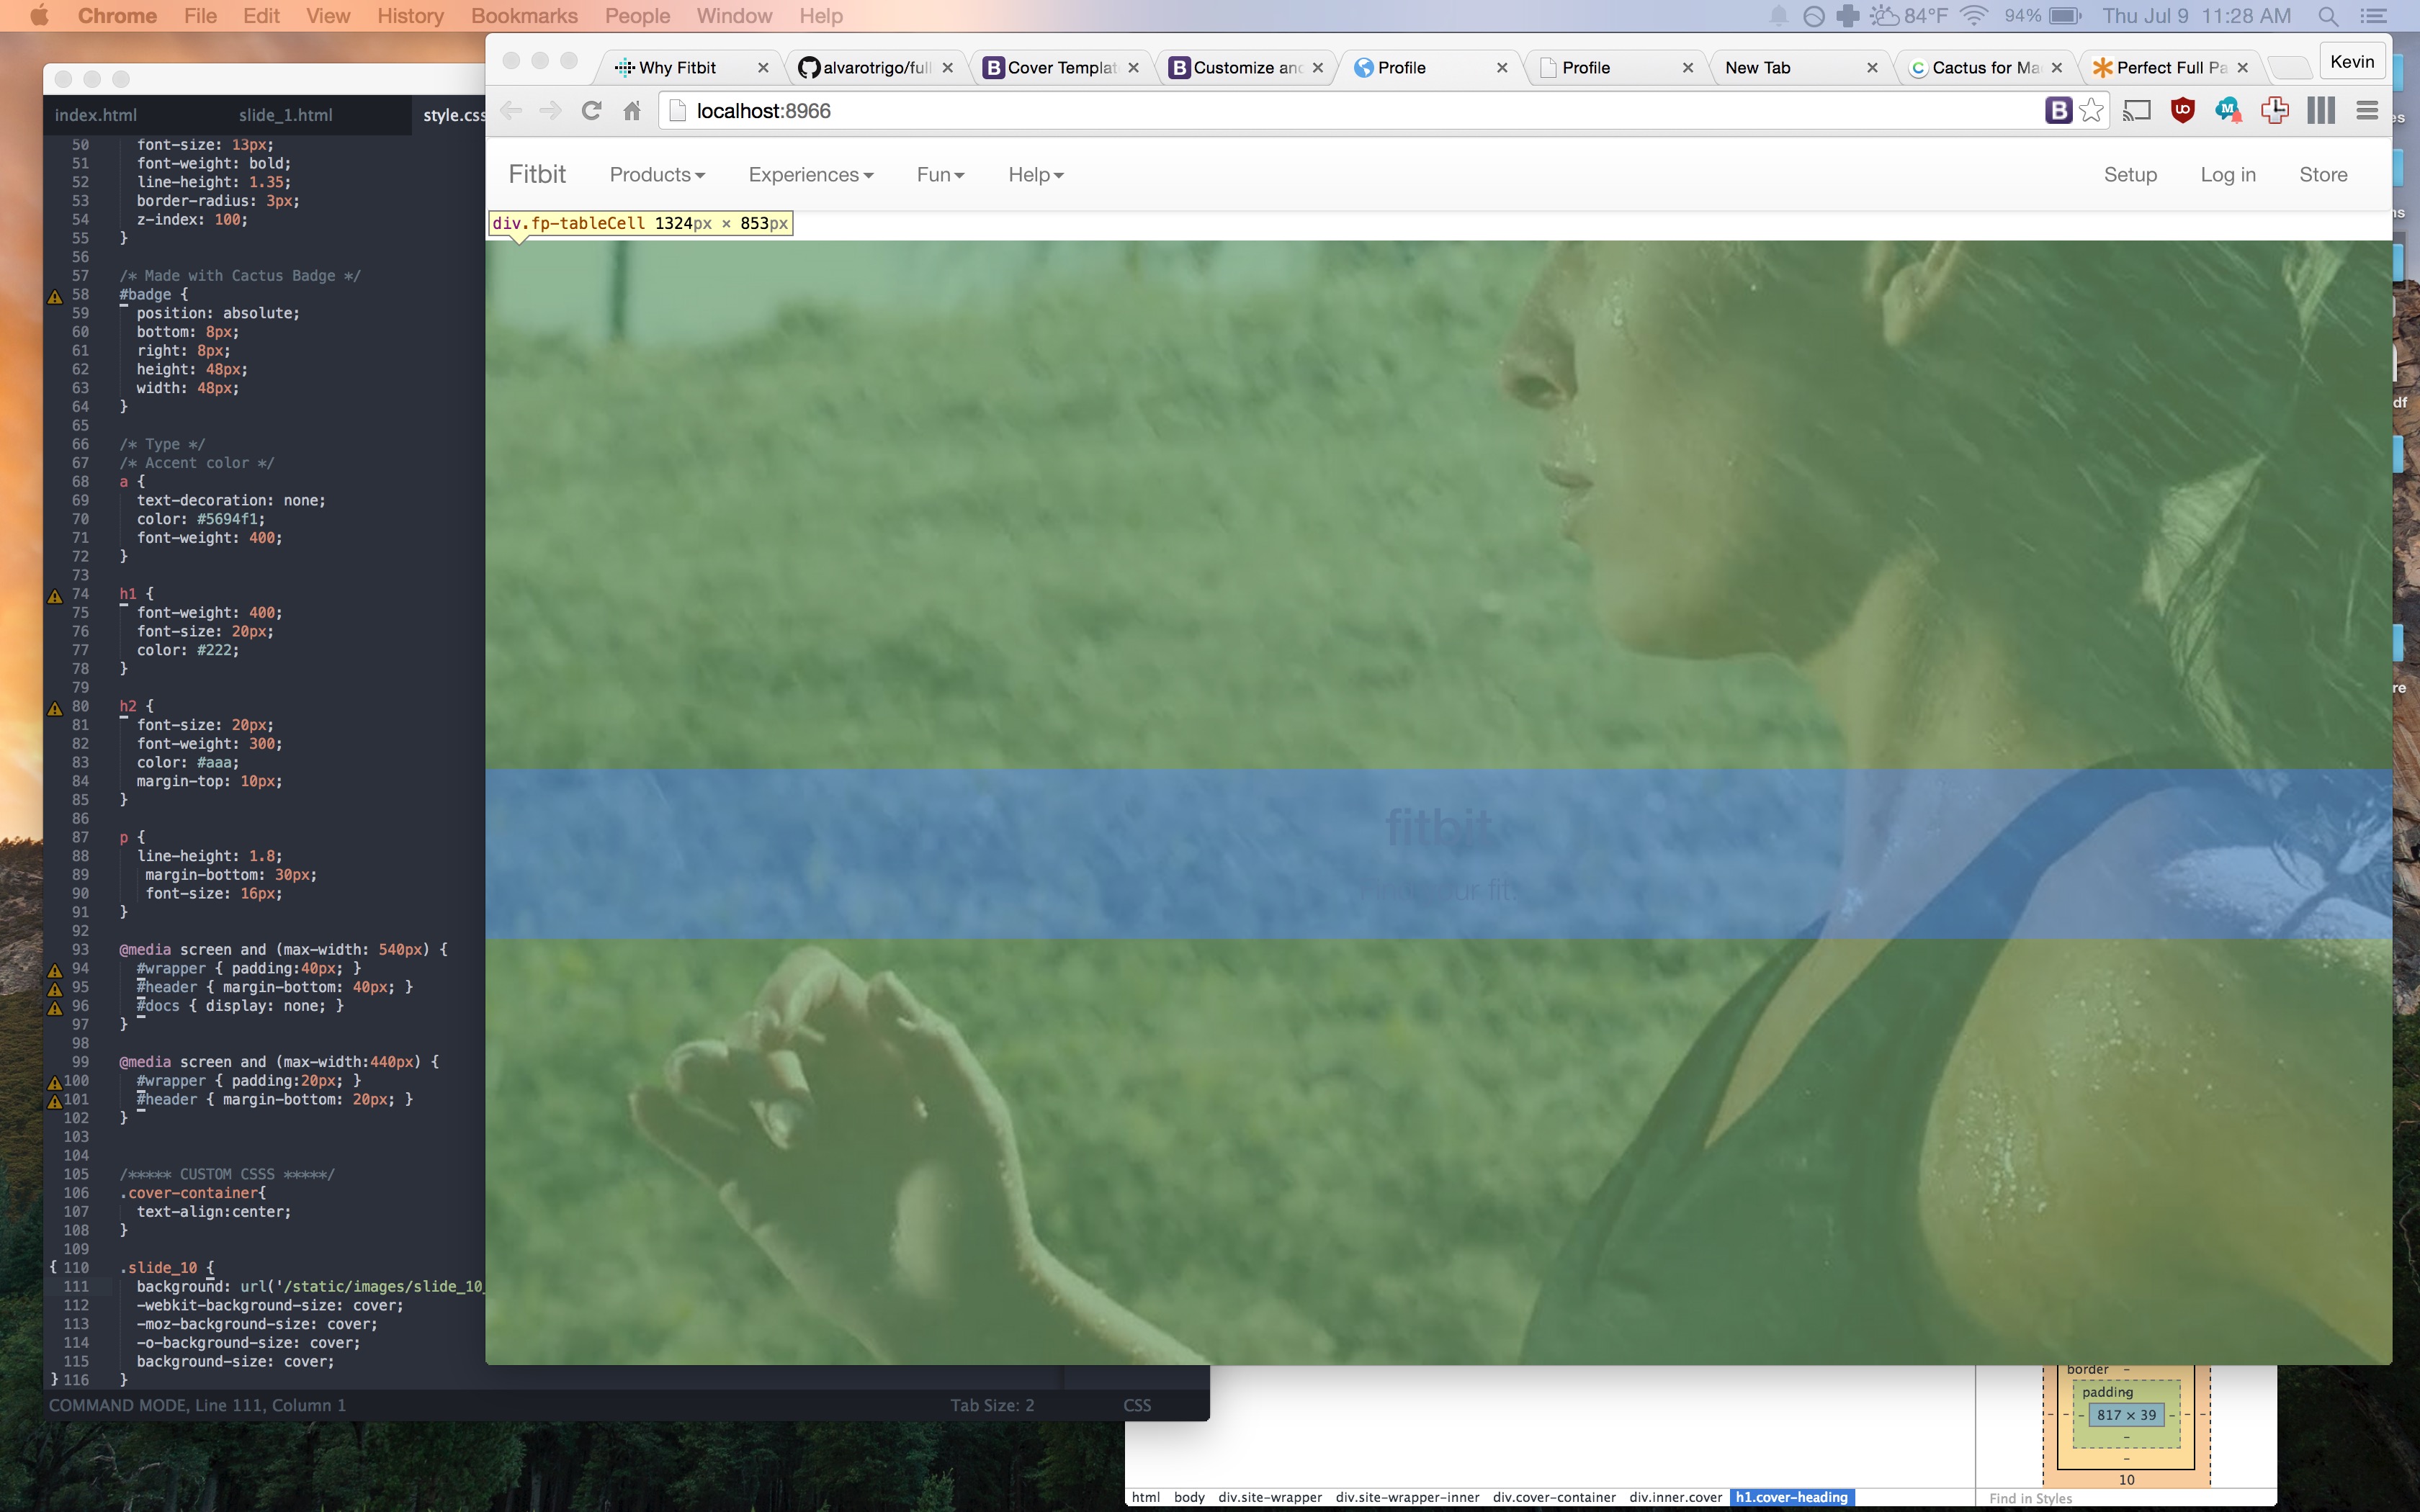 Chrome File Edit View History Bookmarks People Window Help 84°F 94% Thu Jul 9 11:28 AM
Why Fitbit alvarotrigo/full Cover Templat Customize and Profile Profile New Tab Cactus for Ma Perfect Full Pa Kevin
localhost:8966
Fitbit Products Experiences Fun Help Setup Log in Store
div.fp-tableCell 1324px × 853px
fitbit
fit.
index.html slide_1.html style.css
50 font-size: 13px;
51 font-weight: bold;
52 line-height: 1.35;
53 border-radius: 3px;
54 z-index: 100;
55 }
56
57 /* Made with Cactus Badge */
58 #badge {
59 position: absolute;
60 bottom: 8px;
61 right: 8px;
62 height: 48px;
63 width: 48px;
64 }
65
66 /* Type */
67 /* Accent color */
68 a {
69 text-decoration: none;
70 color: #5694f1;
71 font-weight: 400;
72 }
73
74 h1 {
75 font-weight: 400;
76 font-size: 20px;
77 color: #222;
78 }
79
80 h2 {
81 font-size: 20px;
82 font-weight: 300;
83 color: #aaa;
84 margin-top: 10px;
85 }
86
87 p {
88 line-height: 1.8;
89 margin-bottom: 30px;
90 font-size: 16px;
91 }
92
93 @media screen and (max-width: 540px) {
94 #wrapper { padding:40px; }
95 #header { margin-bottom: 40px; }
96 #docs { display: none; }
97 }
98
99 @media screen and (max-width:440px) {
100 #wrapper { padding:20px; }
101 #header { margin-bottom: 20px; }
102 }
103
104
105 /***** CUSTOM CSSS *****/
106 .cover-container{
107 text-align:center;
108 }
109
{ 110 .slide_10 {
111 background: url('/static/images/slide_10_
112 -webkit-background-size: cover;
113 -moz-background-size: cover;
114 -o-background-size: cover;
115 background-size: cover;
} 116 }
COMMAND MODE, Line 111, Column 1 Tab Size: 2 CSS
border –
padding
– – – 817 × 39 – – –
–
–
10
html body div.site-wrapper div.site-wrapper-inner div.cover-container div.inner.cover h1.cover-heading Find in Styles
es
ns
df
re